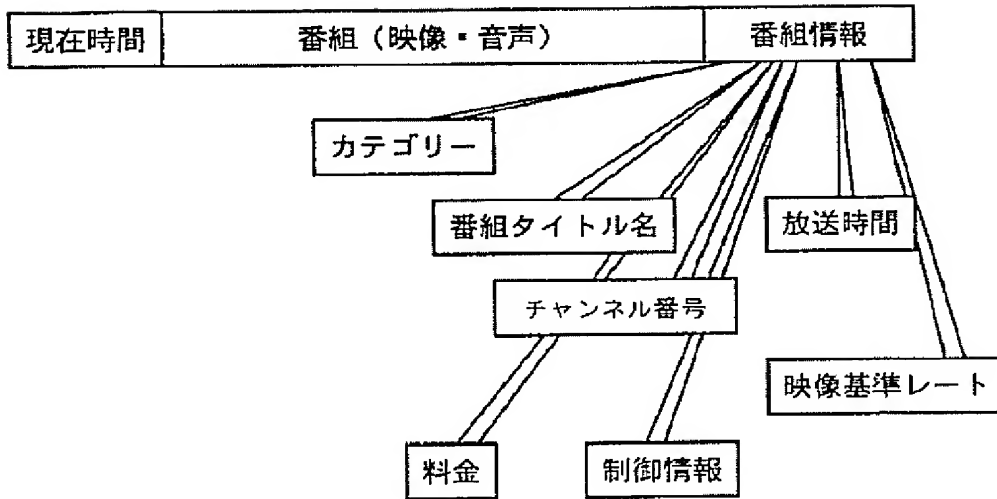 現在時間 番組（映像・音声） 番組情報
カテゴリー
番組タイトル名 放送時間
チャンネル番号
映像基準レート
料金 制御情報